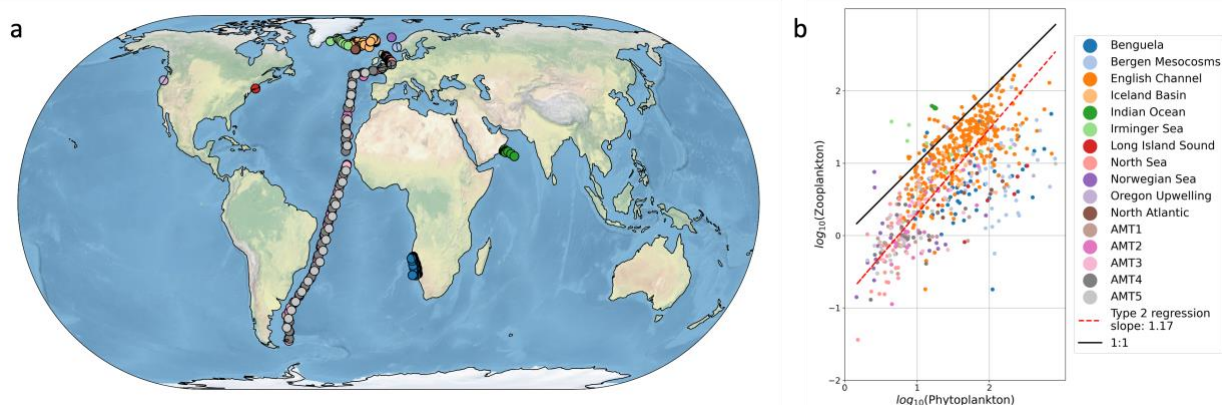 a
b
log10(Zooplankton)
2
1
0
−1
−2
0
1
2
log10(Phytoplankton)
Benguela
Bergen Mesocosms
English Channel
Iceland Basin
Indian Ocean
Irminger Sea
Long Island Sound
North Sea
Norwegian Sea
Oregon Upwelling
North Atlantic
AMT1
AMT2
AMT3
AMT4
AMT5
Type 2 regression
slope: 1.17
1:1